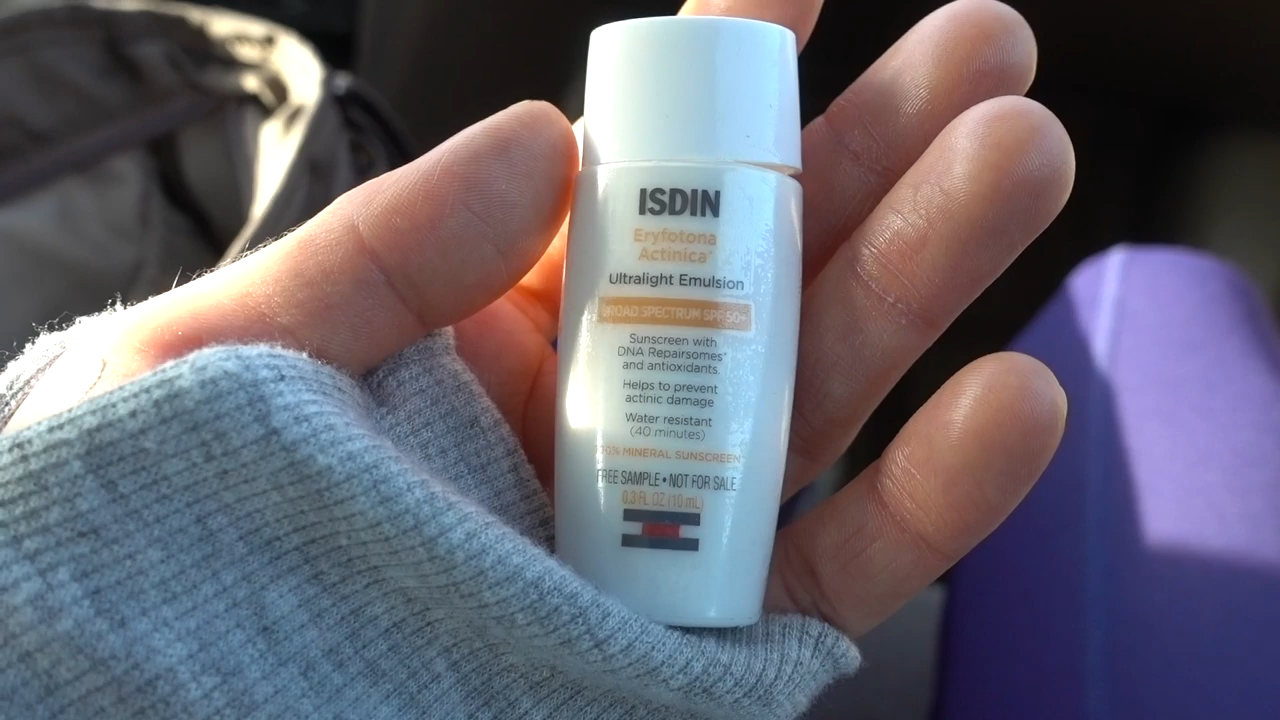 ISDIN
Eryfotona
Actinica®
Ultralight Emulsion
BROAD SPECTRUM SPF 50+
Sunscreen with
DNA Repairsomes®
and antioxidants.
Helps to prevent
actinic damage
Water resistant
(40 minutes)
100% MINERAL SUNSCREEN
FREE SAMPLE • NOT FOR SALE
0.3 FL OZ (10 mL)